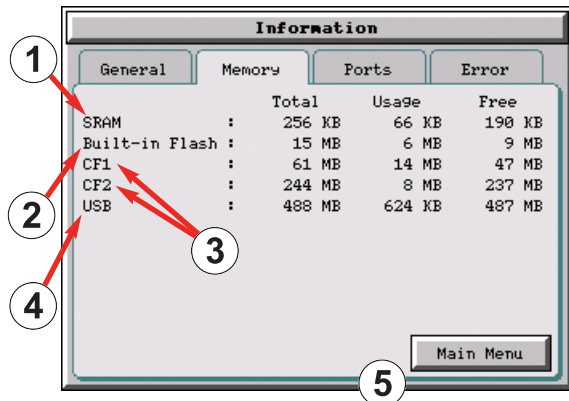 Information
General Memory Ports Error
Total Usage Free
1 SRAM : 256 KB 66 KB 190 KB
2 Built-in Flash : 15 MB 6 MB 9 MB
3 CF1 : 61 MB 14 MB 47 MB
CF2 : 244 MB 8 MB 237 MB
4 USB : 488 MB 624 KB 487 MB
Main Menu
5